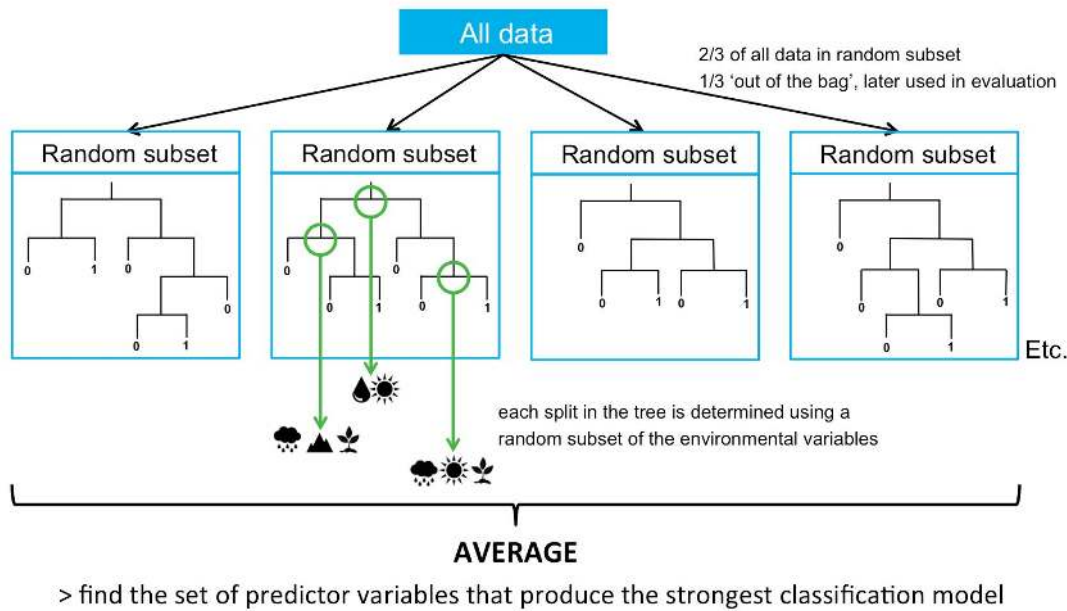 All data
2/3 of all data in random subset
1/3 ‘out of the bag’, later used in evaluation
Random subset
Random subset
Random subset
Random subset
0
1
0
0
0
1
0
0
1
0
1
0
0
1
0
1
0
0
1
0
1
Etc.
each split in the tree is determined using a
random subset of the environmental variables
AVERAGE
> find the set of predictor variables that produce the strongest classification model